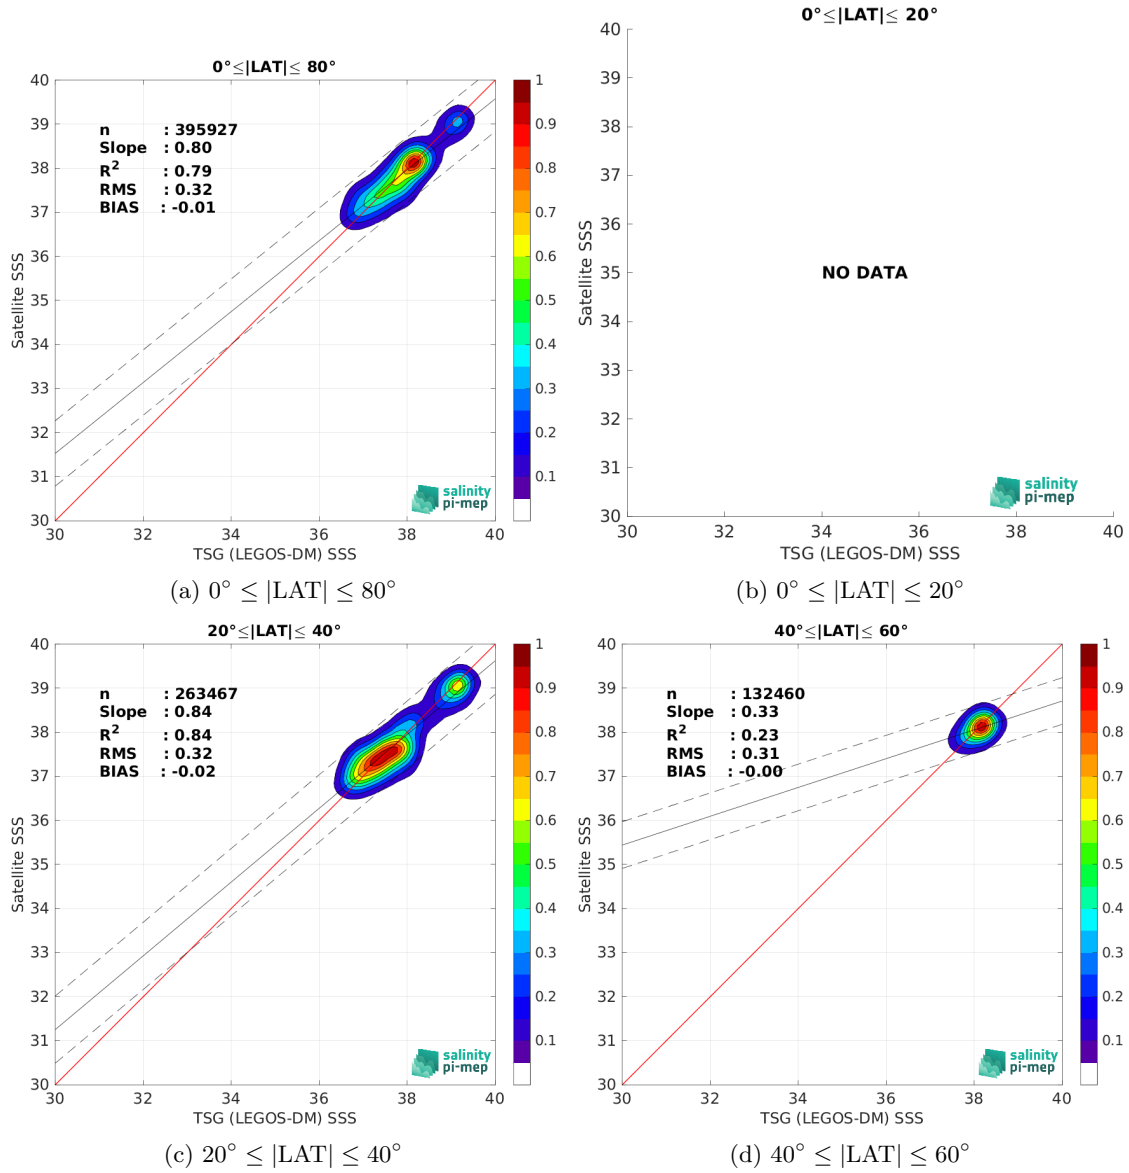 0°≤|LAT|≤ 80°
40
39
38
37
36
35
34
33
32
31
30
30
32
34
36
38
40
Satellite SSS
TSG (LEGOS-DM) SSS
n : 395927
Slope : 0.80
R² : 0.79
RMS : 0.32
BIAS : -0.01
salinity
pi-mep
1
0.9
0.8
0.7
0.6
0.5
0.4
0.3
0.2
0.1
(a) 0° ≤ |LAT| ≤ 80°
0°≤|LAT|≤ 20°
40
39
38
37
36
35
34
33
32
31
30
30
32
34
36
38
40
Satellite SSS
TSG (LEGOS-DM) SSS
NO DATA
salinity
pi-mep
(b) 0° ≤ |LAT| ≤ 20°
20°≤|LAT|≤ 40°
40
39
38
37
36
35
34
33
32
31
30
30
32
34
36
38
40
Satellite SSS
TSG (LEGOS-DM) SSS
n : 263467
Slope : 0.84
R² : 0.84
RMS : 0.32
BIAS : -0.02
salinity
pi-mep
1
0.9
0.8
0.7
0.6
0.5
0.4
0.3
0.2
0.1
(c) 20° ≤ |LAT| ≤ 40°
40°≤|LAT|≤ 60°
40
39
38
37
36
35
34
33
32
31
30
30
32
34
36
38
40
Satellite SSS
TSG (LEGOS-DM) SSS
n : 132460
Slope : 0.33
R² : 0.23
RMS : 0.31
BIAS : -0.00
salinity
pi-mep
1
0.9
0.8
0.7
0.6
0.5
0.4
0.3
0.2
0.1
(d) 40° ≤ |LAT| ≤ 60°